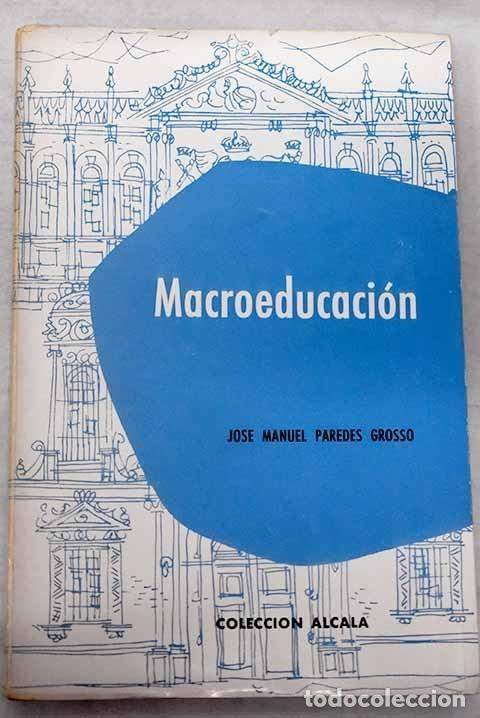 Macroeducación
JOSE MANUEL PAREDES GROSSO
COLECCION ALCALA
todocoleccion